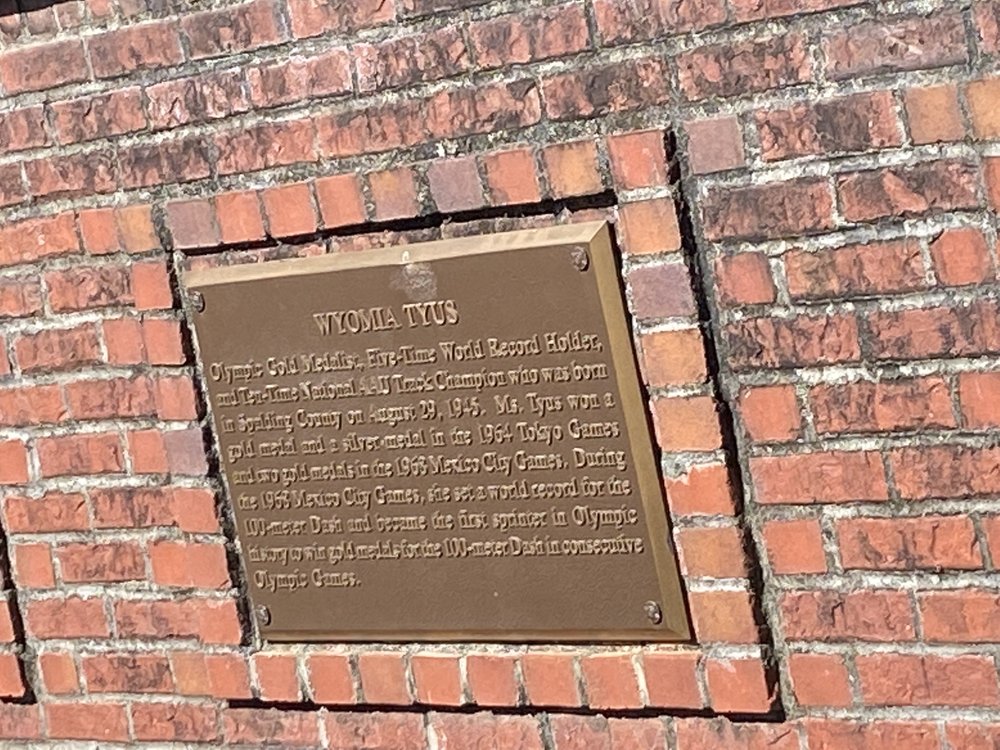 WYOMIA TYUS
Olympic Gold Medalist, Five-Time World Record Holder,
and Ten-Time National AAU Track Champion who was born
in Spalding County on August 29, 1945. Ms. Tyus won a
gold medal and a silver medal in the 1964 Tokyo Games
and two gold medals in the 1968 Mexico City Games. During
the 1968 Mexico City Games, she set a world record for the
100-meter Dash and became the first sprinter in Olympic
history to win gold medals for the 100-meter Dash in consecutive
Olympic Games.